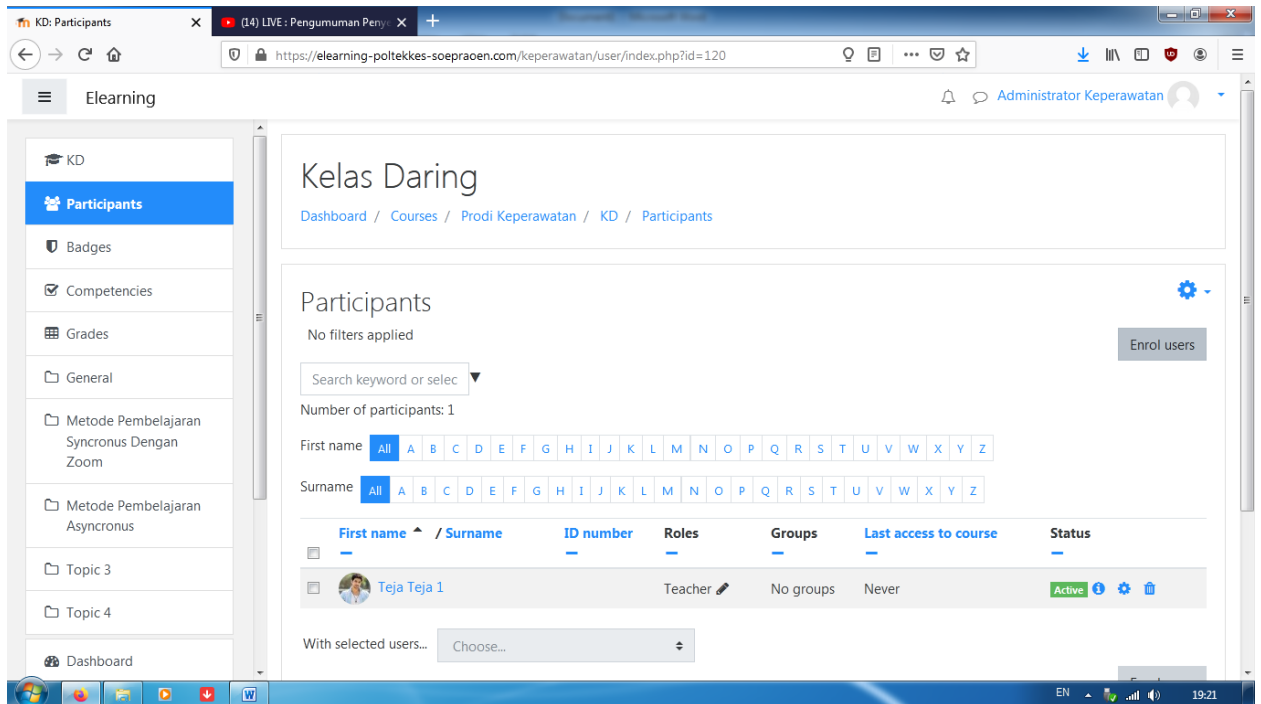 KD: Participants
(14) LIVE : Pengumuman Penye
https://elearning-poltekkes-soepraoen.com/keperawatan/user/index.php?id=120
Elearning
Administrator Keperawatan
KD
Participants
Badges
Competencies
Grades
General
Metode Pembelajaran
Syncronus Dengan
Zoom
Metode Pembelajaran
Asyncronus
Topic 3
Topic 4
Dashboard
Kelas Daring
Dashboard / Courses / Prodi Keperawatan / KD / Participants
Participants
No filters applied
Enrol users
Search keyword or selec
Number of participants: 1
First name All A B C D E F G H I J K L M N O P Q R S T U V W X Y Z
Surname All A B C D E F G H I J K L M N O P Q R S T U V W X Y Z
First name / Surname ID number Roles Groups Last access to course Status
Teja Teja 1 Teacher No groups Never Active
With selected users... Choose...
EN 19:21